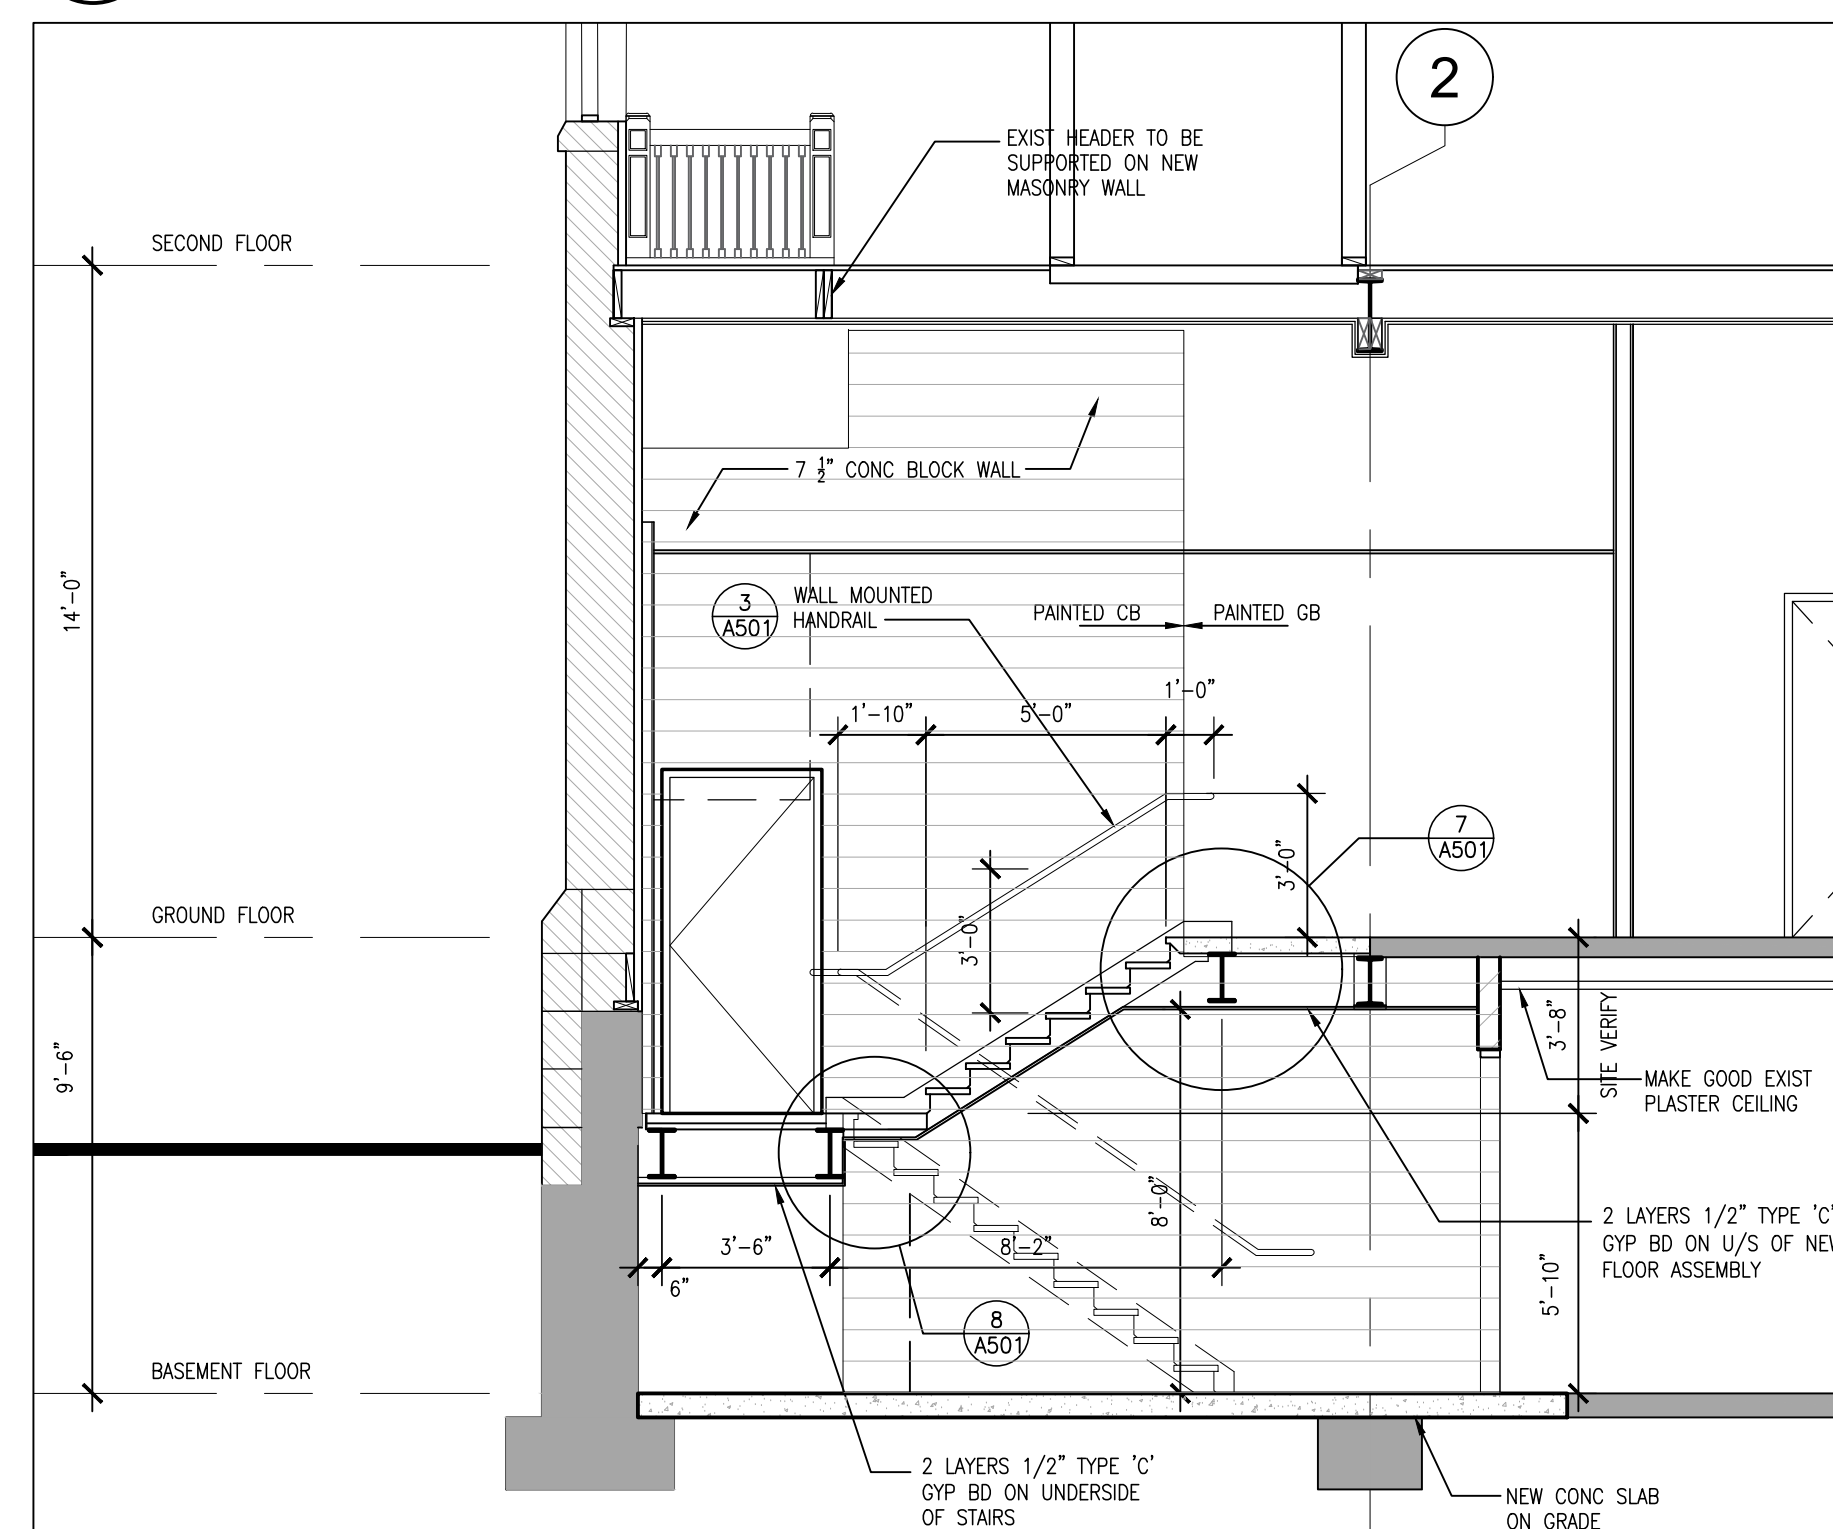 2
EXIST HEADER TO BE
SUPPORTED ON NEW
MASONRY WALL
SECOND FLOOR
7 ½" CONC BLOCK WALL
14'-0"
3
A501
WALL MOUNTED
HANDRAIL
PAINTED CB
PAINTED GB
1'-10"
5'-0"
1'-0"
7
A501
3'-0"
3'-0"
GROUND FLOOR
9'-6"
3'-8"
SITE VERIFY
MAKE GOOD EXIST
PLASTER CEILING
8'-0"
2 LAYERS 1/2" TYPE 'C'
GYP BD ON U/S OF NEW
FLOOR ASSEMBLY
3'-6"
8'-2"
6"
5'-10"
8
A501
BASEMENT FLOOR
2 LAYERS 1/2" TYPE 'C'
GYP BD ON UNDERSIDE
OF STAIRS
NEW CONC SLAB
ON GRADE